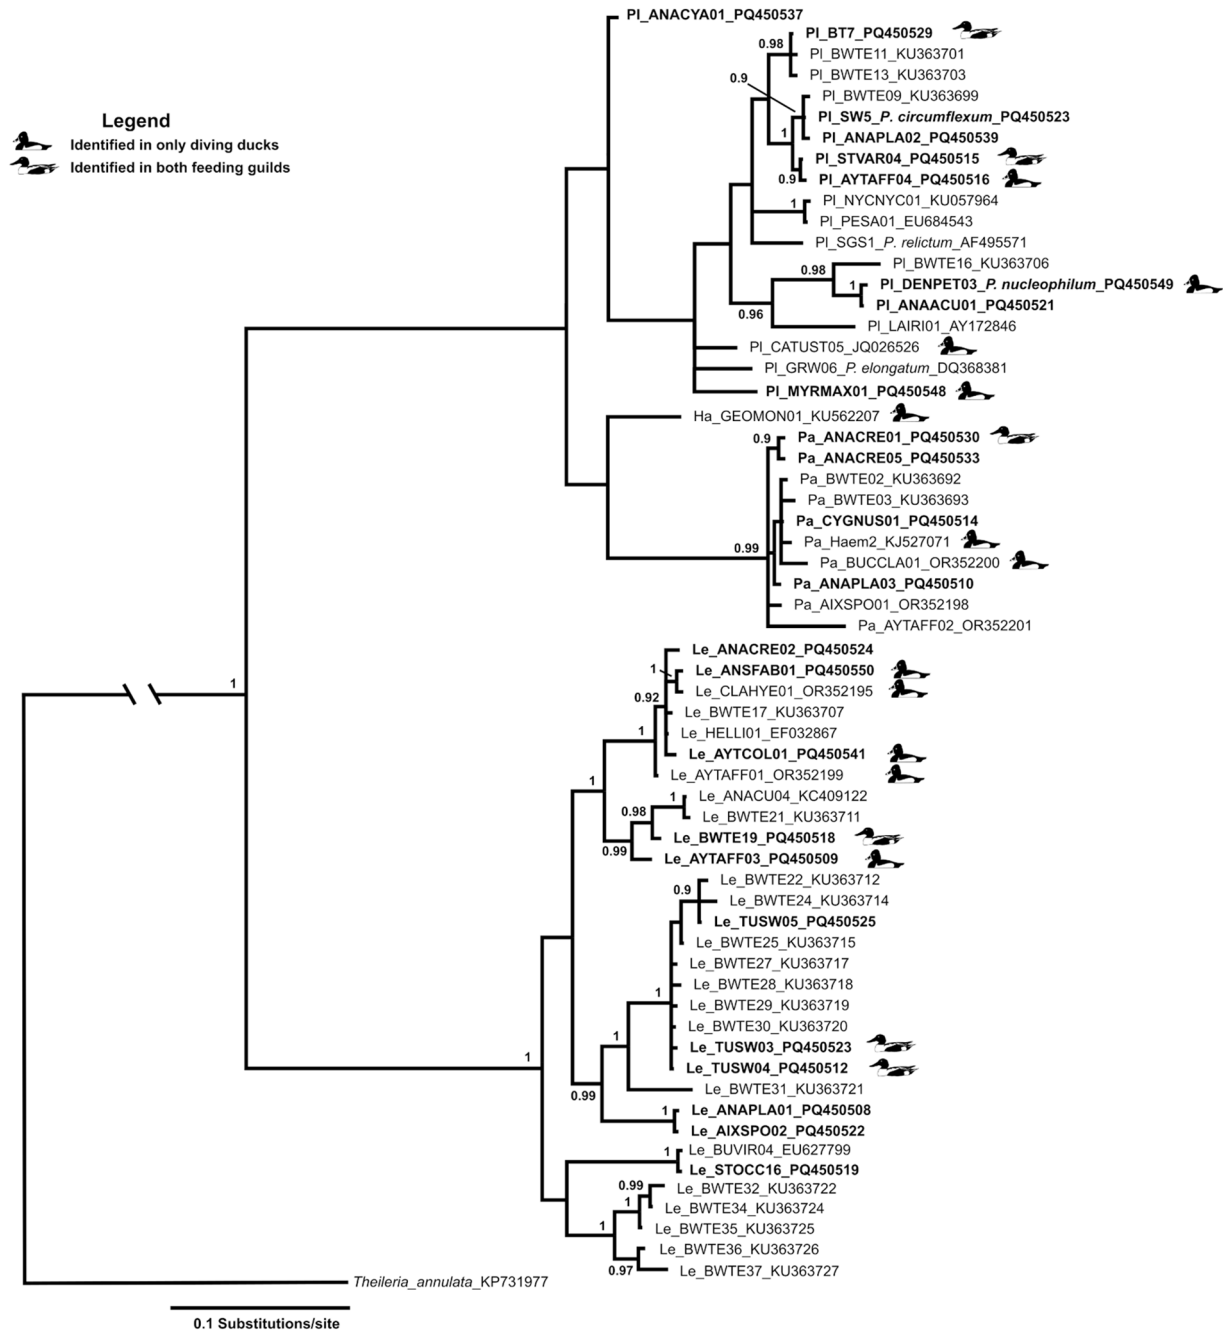 Pl_ANACYA01_PQ450537
Pl_BT7_PQ450529
0.98
Pl_BWTE11_KU363701
Pl_BWTE13_KU363703
0.9
Pl_BWTE09_KU363699
Pl_SW5_P. circumflexum_PQ450523
1
Pl_ANAPLA02_PQ450539
Pl_STVAR04_PQ450515
0.9
Pl_AYTAFF04_PQ450516
1
Pl_NYCNYC01_KU057964
Pl_PESA01_EU684543
Pl_SGS1_P. relictum_AF495571
Pl_BWTE16_KU363706
0.98
1
Pl_DENPET03_P. nucleophilum_PQ450549
Pl_ANAACU01_PQ450521
0.96
Pl_LAIRI01_AY172846
Pl_CATUST05_JQ026526
Pl_GRW06_P. elongatum_DQ368381
Pl_MYRMAX01_PQ450548
Legend
Identified in only diving ducks
Identified in both feeding guilds
Ha_GEOMON01_KU562207
0.9
Pa_ANACRE01_PQ450530
Pa_ANACRE05_PQ450533
Pa_BWTE02_KU363692
Pa_BWTE03_KU363693
Pa_CYGNUS01_PQ450514
Pa_Haem2_KJ527071
0.99
Pa_BUCCLA01_OR352200
Pa_ANAPLA03_PQ450510
Pa_AIXSPO01_OR352198
Pa_AYTAFF02_OR352201
1
Le_ANACRE02_PQ450524
1
Le_ANSFAB01_PQ450550
Le_CLAHYE01_OR352195
0.92
Le_BWTE17_KU363707
1
Le_HELLI01_EF032867
Le_AYTCOL01_PQ450541
Le_AYTAFF01_OR352199
1
1
Le_ANACU04_KC409122
0.98
Le_BWTE21_KU363711
Le_BWTE19_PQ450518
0.99
Le_AYTAFF03_PQ450509
Le_BWTE22_KU363712
0.9
Le_BWTE24_KU363714
Le_TUSW05_PQ450525
Le_BWTE25_KU363715
Le_BWTE27_KU363717
Le_BWTE28_KU363718
1
Le_BWTE29_KU363719
Le_BWTE30_KU363720
1
Le_TUSW03_PQ450523
1
Le_TUSW04_PQ450512
Le_BWTE31_KU363721
0.99
1
Le_ANAPLA01_PQ450508
Le_AIXSPO02_PQ450522
1
Le_BUVIR04_EU627799
Le_STOCC16_PQ450519
0.99
Le_BWTE32_KU363722
1
Le_BWTE34_KU363724
1
Le_BWTE35_KU363725
Le_BWTE36_KU363726
0.97
Le_BWTE37_KU363727
Theileria_annulata_KP731977
0.1 Substitutions/site